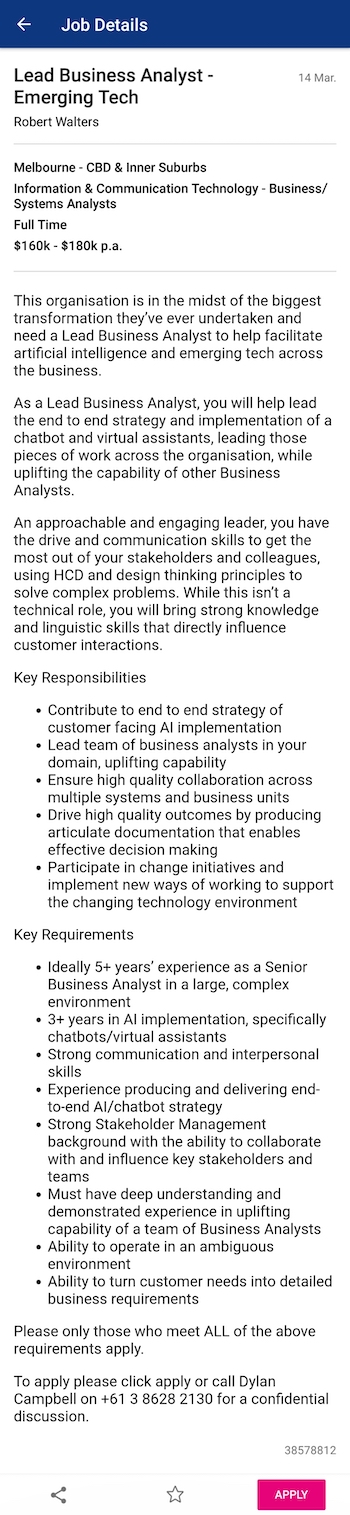 Job Details
Lead Business Analyst -
Emerging Tech
14 Mar.
Robert Walters
Melbourne - CBD & Inner Suburbs
Information & Communication Technology - Business/
Systems Analysts
Full Time
$160k - $180k p.a.
This organisation is in the midst of the biggest
transformation they've ever undertaken and
need a Lead Business Analyst to help facilitate
artificial intelligence and emerging tech across
the business.
As a Lead Business Analyst, you will help lead
the end to end strategy and implementation of a
chatbot and virtual assistants, leading those
pieces of work across the organisation, while
uplifting the capability of other Business
Analysts.
An approachable and engaging leader, you have
the drive and communication skills to get the
most out of your stakeholders and colleagues,
using HCD and design thinking principles to
solve complex problems. While this isn't a
technical role, you will bring strong knowledge
and linguistic skills that directly influence
customer interactions.
Key Responsibilities
• Contribute to end to end strategy of
customer facing AI implementation
• Lead team of business analysts in your
domain, uplifting capability
• Ensure high quality collaboration across
multiple systems and business units
• Drive high quality outcomes by producing
articulate documentation that enables
effective decision making
• Participate in change initiatives and
implement new ways of working to support
the changing technology environment
Key Requirements
• Ideally 5+ years' experience as a Senior
Business Analyst in a large, complex
environment
• 3+ years in AI implementation, specifically
chatbots/virtual assistants
• Strong communication and interpersonal
skills
• Experience producing and delivering end-
to-end AI/chatbot strategy
• Strong Stakeholder Management
background with the ability to collaborate
with and influence key stakeholders and
teams
• Must have deep understanding and
demonstrated experience in uplifting
capability of a team of Business Analysts
• Ability to operate in an ambiguous
environment
• Ability to turn customer needs into detailed
business requirements
Please only those who meet ALL of the above
requirements apply.
To apply please click apply or call Dylan
Campbell on +61 3 8628 2130 for a confidential
discussion.
38578812
APPLY